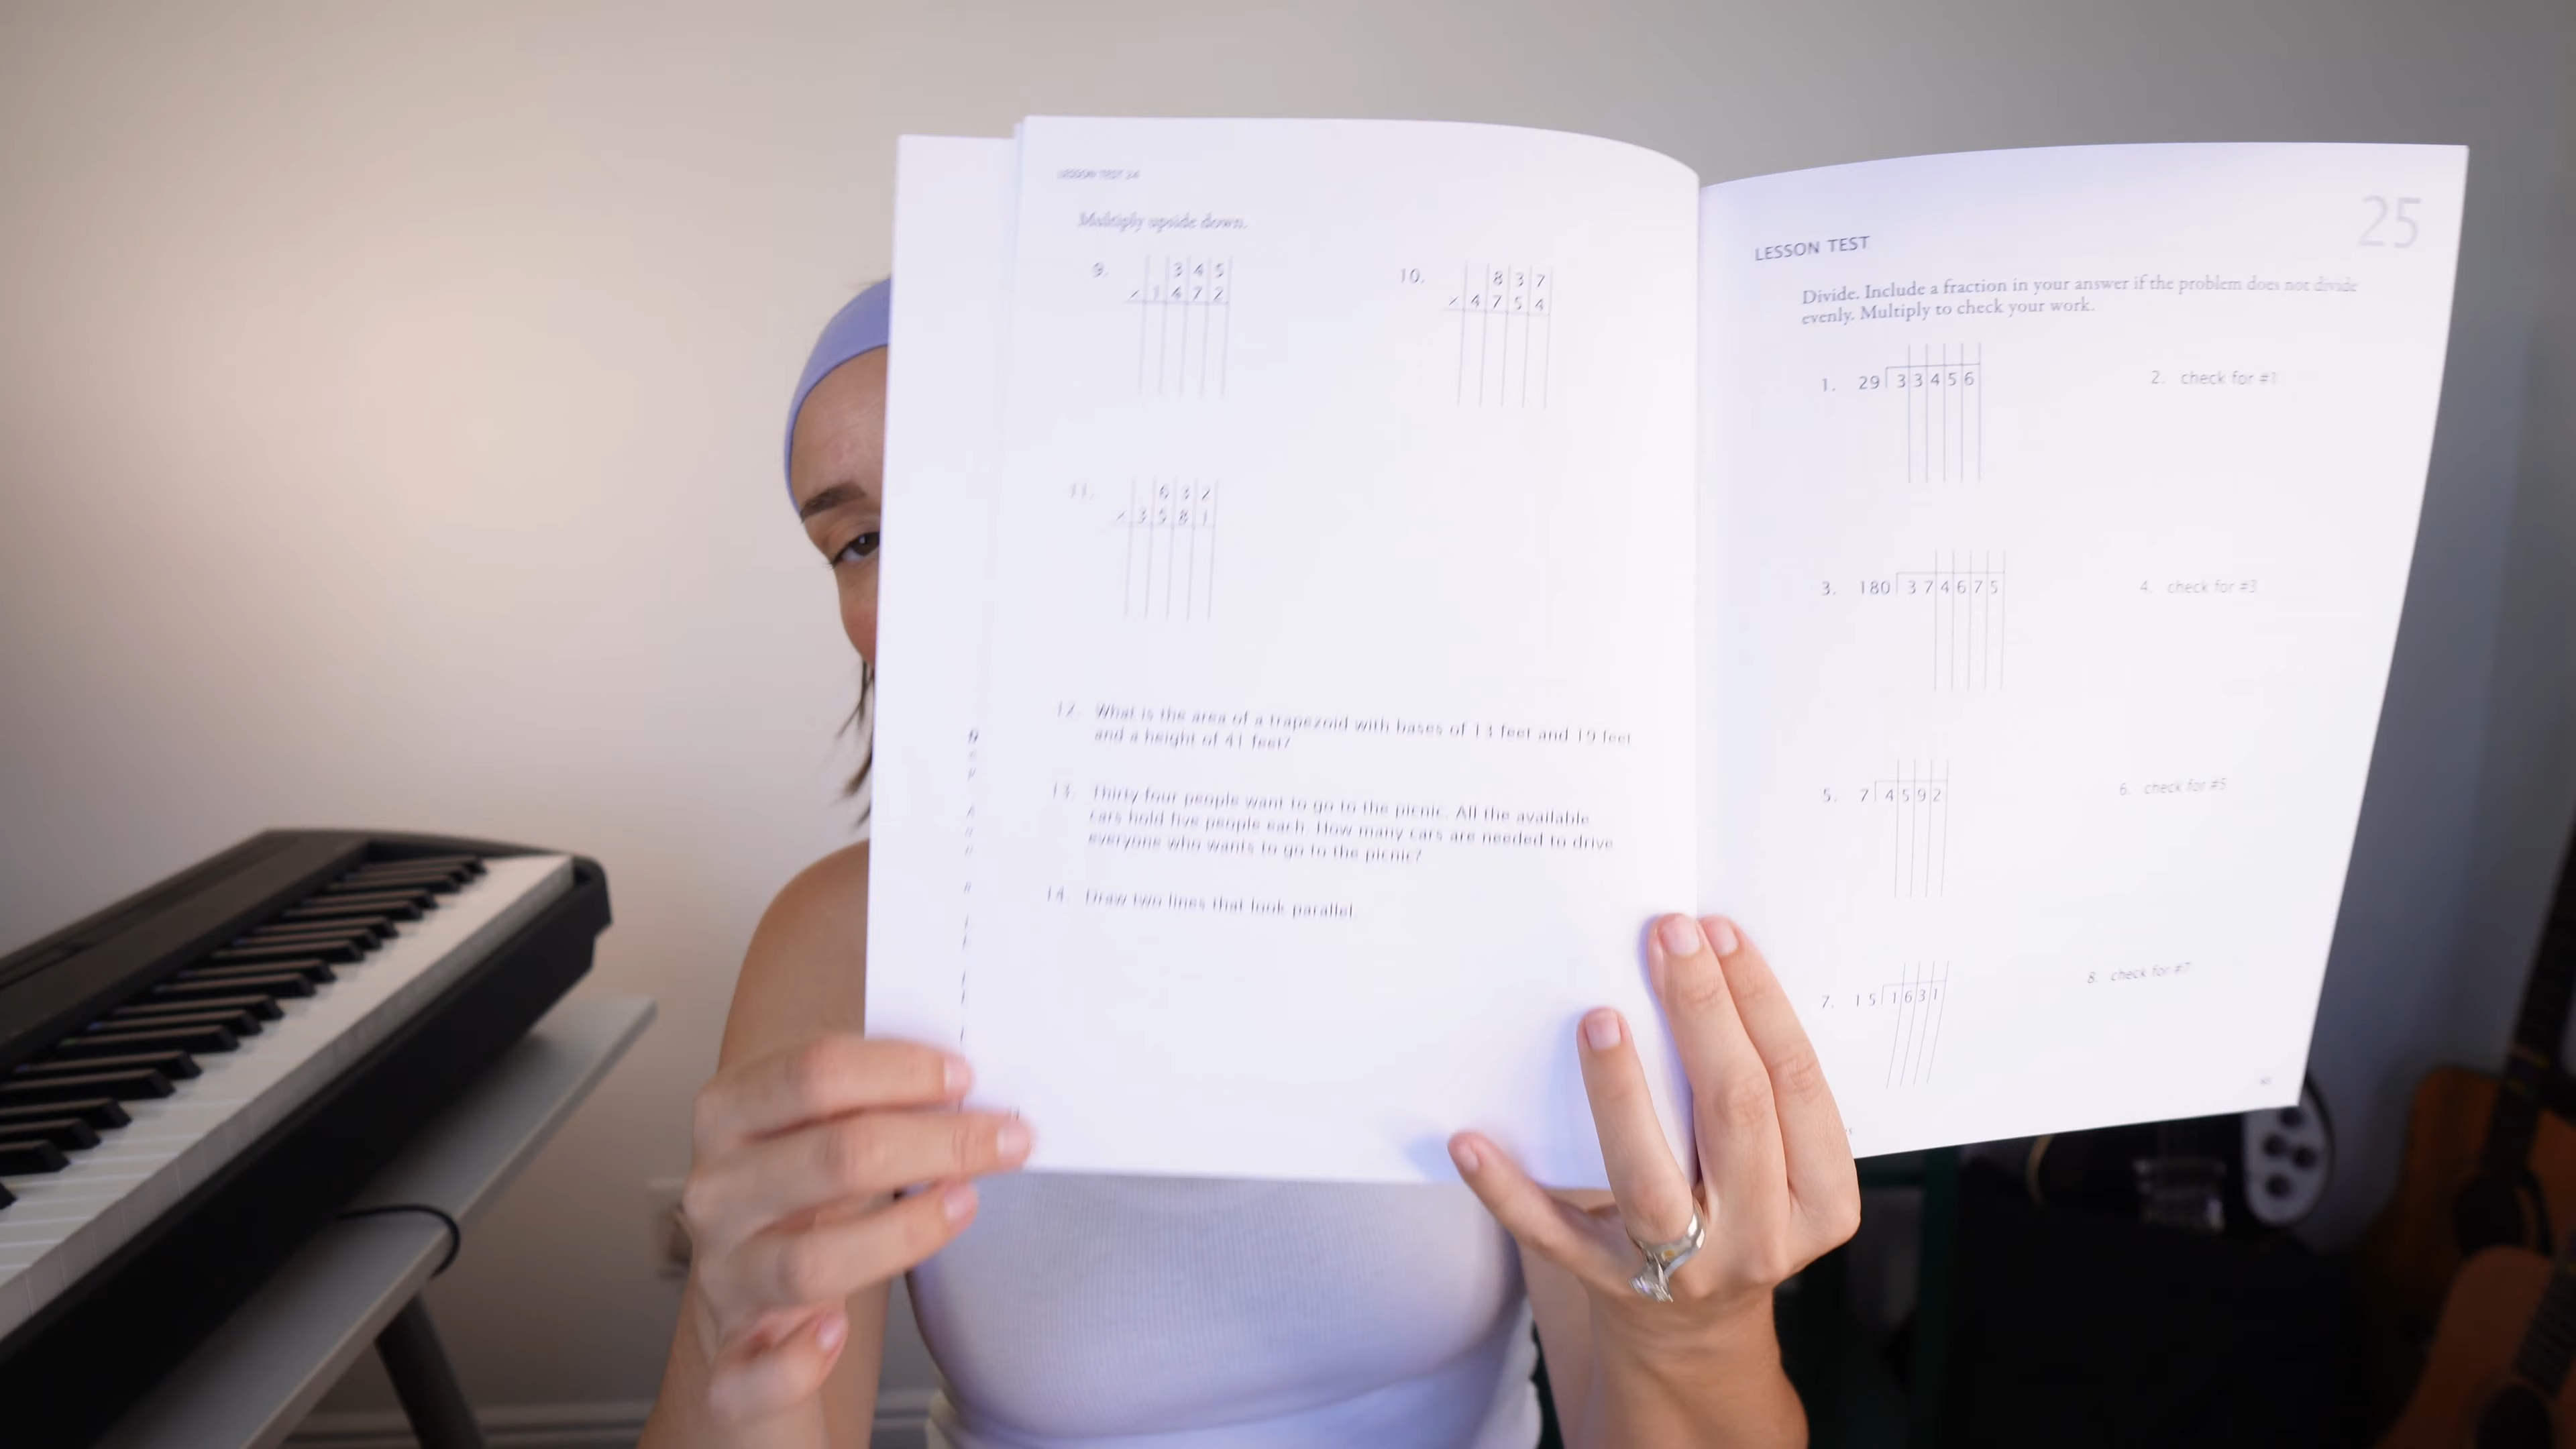 LESSON TEST 24
Multiply upside down.
9.
3 4 5
× 1 4 7 2
10.
8 3 7
× 4 7 5 4
11.
6 3 2
× 3 5 8 1
12. What is the area of a trapezoid with bases of 13 feet and 19 feet
and a height of 41 feet?
13. Thirty-four people want to go to the picnic. All the available
cars hold five people each. How many cars are needed to drive
everyone who wants to go to the picnic?
14. Draw two lines that look parallel.
25
LESSON TEST
Divide. Include a fraction in your answer if the problem does not divide
evenly. Multiply to check your work.
1. 29 3 3 4 5 6
2. check for #1
3. 180 3 7 4 6 7 5
4. check for #3
5. 7 4 5 9 2
6. check for #5
7. 1 5 1 6 3 1
8. check for #7